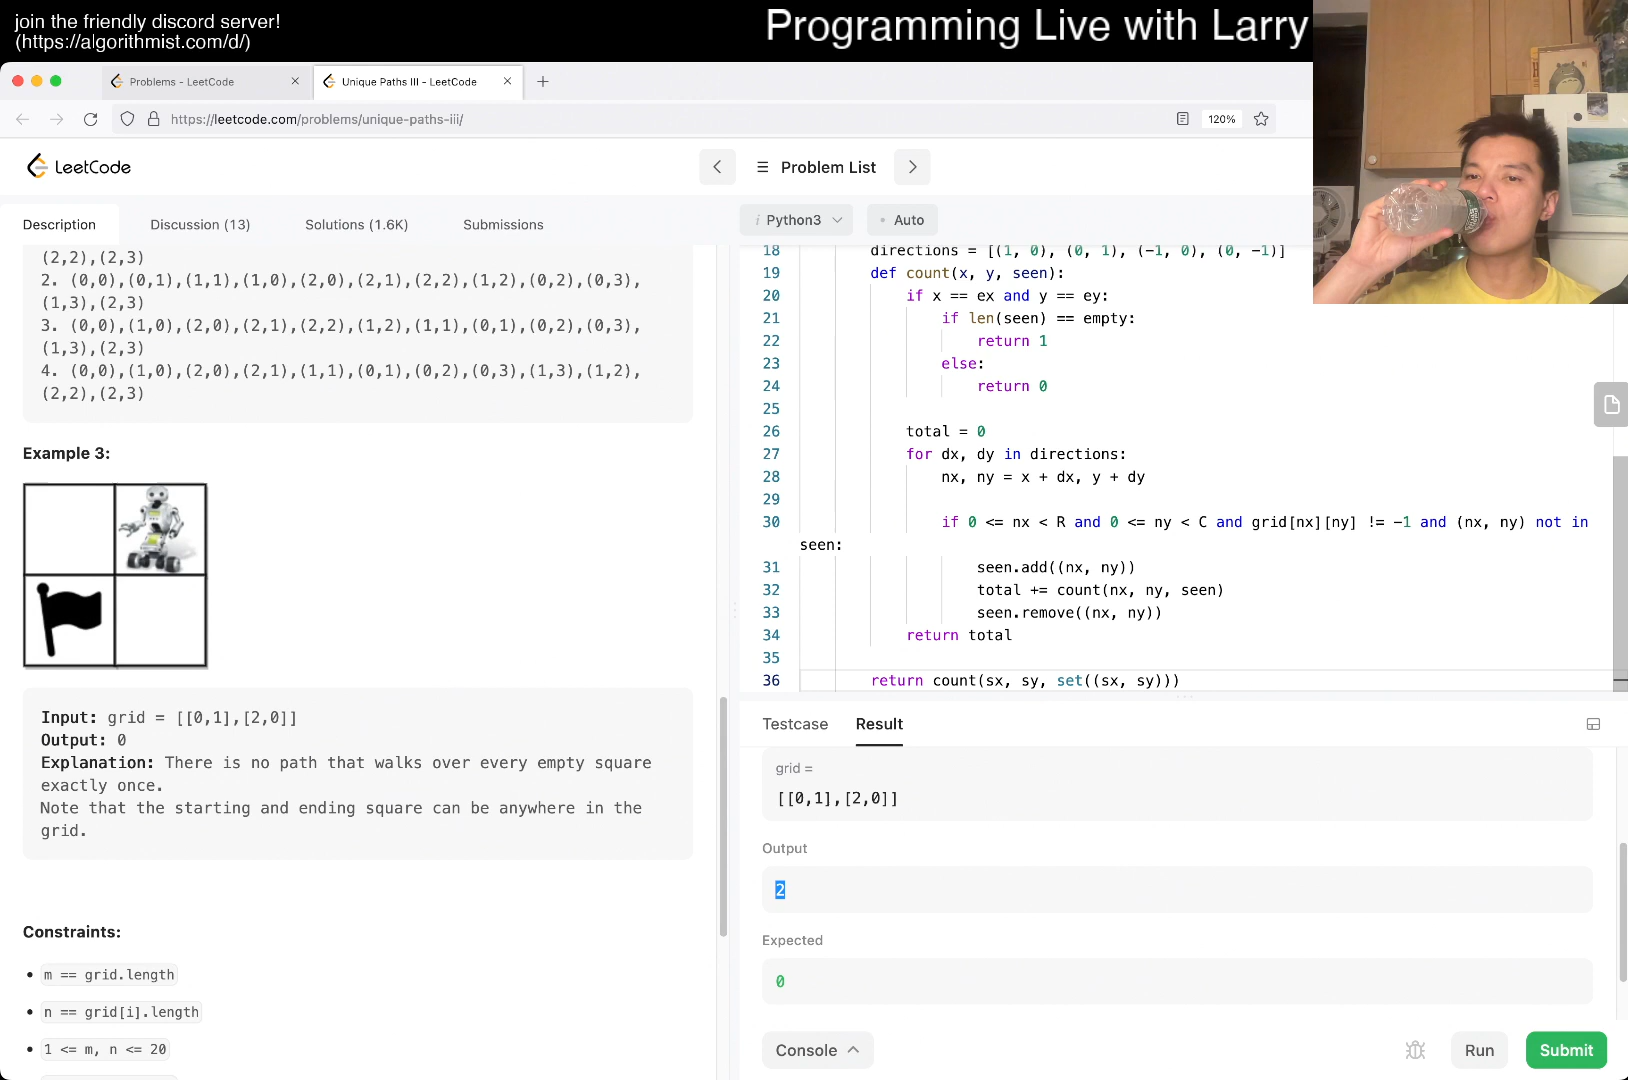 join the friendly discord server!
(https://algorithmist.com/d/)
Programming Live with Larry
Problems - LeetCode
Unique Paths III - LeetCode
https://leetcode.com/problems/unique-paths-iii/
120%
LeetCode
Problem List
Description
Discussion (13)
Solutions (1.6K)
Submissions
(2,2),(2,3)
2. (0,0),(0,1),(1,1),(1,0),(2,0),(2,1),(2,2),(1,2),(0,2),(0,3),
(1,3),(2,3)
3. (0,0),(1,0),(2,0),(2,1),(2,2),(1,2),(1,1),(0,1),(0,2),(0,3),
(1,3),(2,3)
4. (0,0),(1,0),(2,0),(2,1),(1,1),(0,1),(0,2),(0,3),(1,3),(1,2),
(2,2),(2,3)
Example 3:
Input: grid = [[0,1],[2,0]]
Output: 0
Explanation: There is no path that walks over every empty square
exactly once.
Note that the starting and ending square can be anywhere in the
grid.
Constraints:
m == grid.length
n == grid[i].length
1 <= m, n <= 20
i Python3
Auto
18 directions = [(1, 0), (0, 1), (-1, 0), (0, -1)]
19 def count(x, y, seen):
20 if x == ex and y == ey:
21 if len(seen) == empty:
22 return 1
23 else:
24 return 0
25
26 total = 0
27 for dx, dy in directions:
28 nx, ny = x + dx, y + dy
29
30 if 0 <= nx < R and 0 <= ny < C and grid[nx][ny] != -1 and (nx, ny) not in
seen:
31 seen.add((nx, ny))
32 total += count(nx, ny, seen)
33 seen.remove((nx, ny))
34 return total
35
36 return count(sx, sy, set((sx, sy)))
Testcase
Result
grid =
[[0,1],[2,0]]
Output
2
Expected
0
Console
Run
Submit